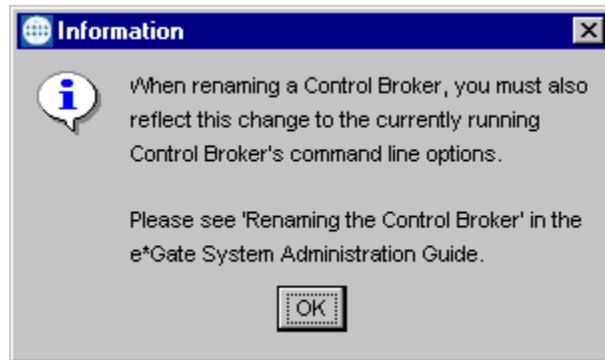 Information
When renaming a Control Broker, you must also
reflect this change to the currently running
Control Broker's command line options.
Please see 'Renaming the Control Broker' in the
e*Gate System Administration Guide.
OK